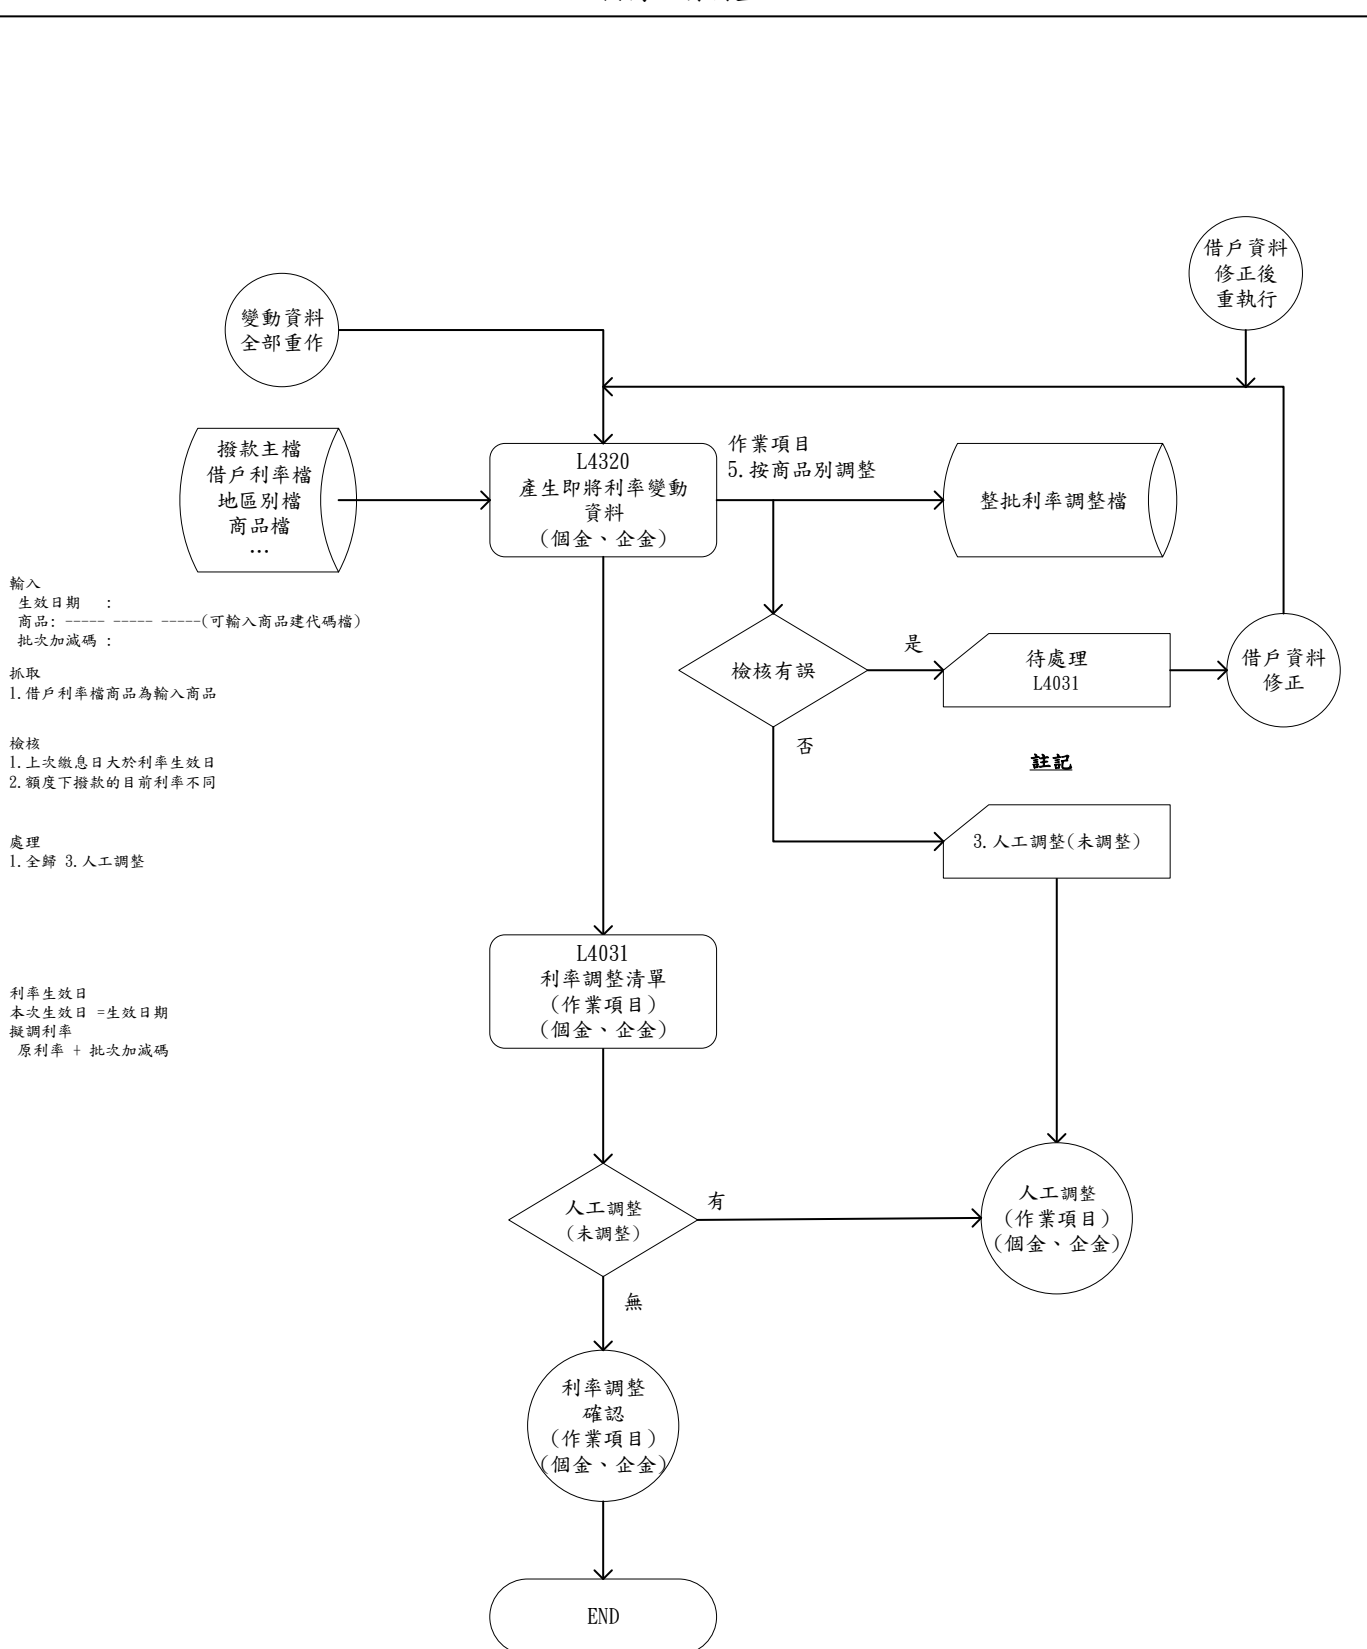 借戶資料
修正後
重執行
變動資料
全部重作
撥款主檔
借戶利率檔
地區別檔
商品檔
...
L4320
產生即將利率變動
資料
(個金、企金)
作業項目
5.按商品別調整
整批利率調整檔
輸入
生效日期 :
商品: ----- ----- -----(可輸入商品建代碼檔)
批次加減碼 :
抓取
1.借戶利率檔商品為輸入商品
檢核
1.上次繳息日大於利率生效日
2.額度下撥款的目前利率不同
處理
1.全歸 3.人工調整
檢核有誤
是
待處理
L4031
借戶資料
修正
否
註記
3.人工調整(未調整)
L4031
利率調整清單
(作業項目)
(個金、企金)
利率生效日
本次生效日 =生效日期
擬調利率
原利率 + 批次加減碼
人工調整
(未調整)
有
人工調整
(作業項目)
(個金、企金)
無
利率調整
確認
(作業項目)
(個金、企金)
END